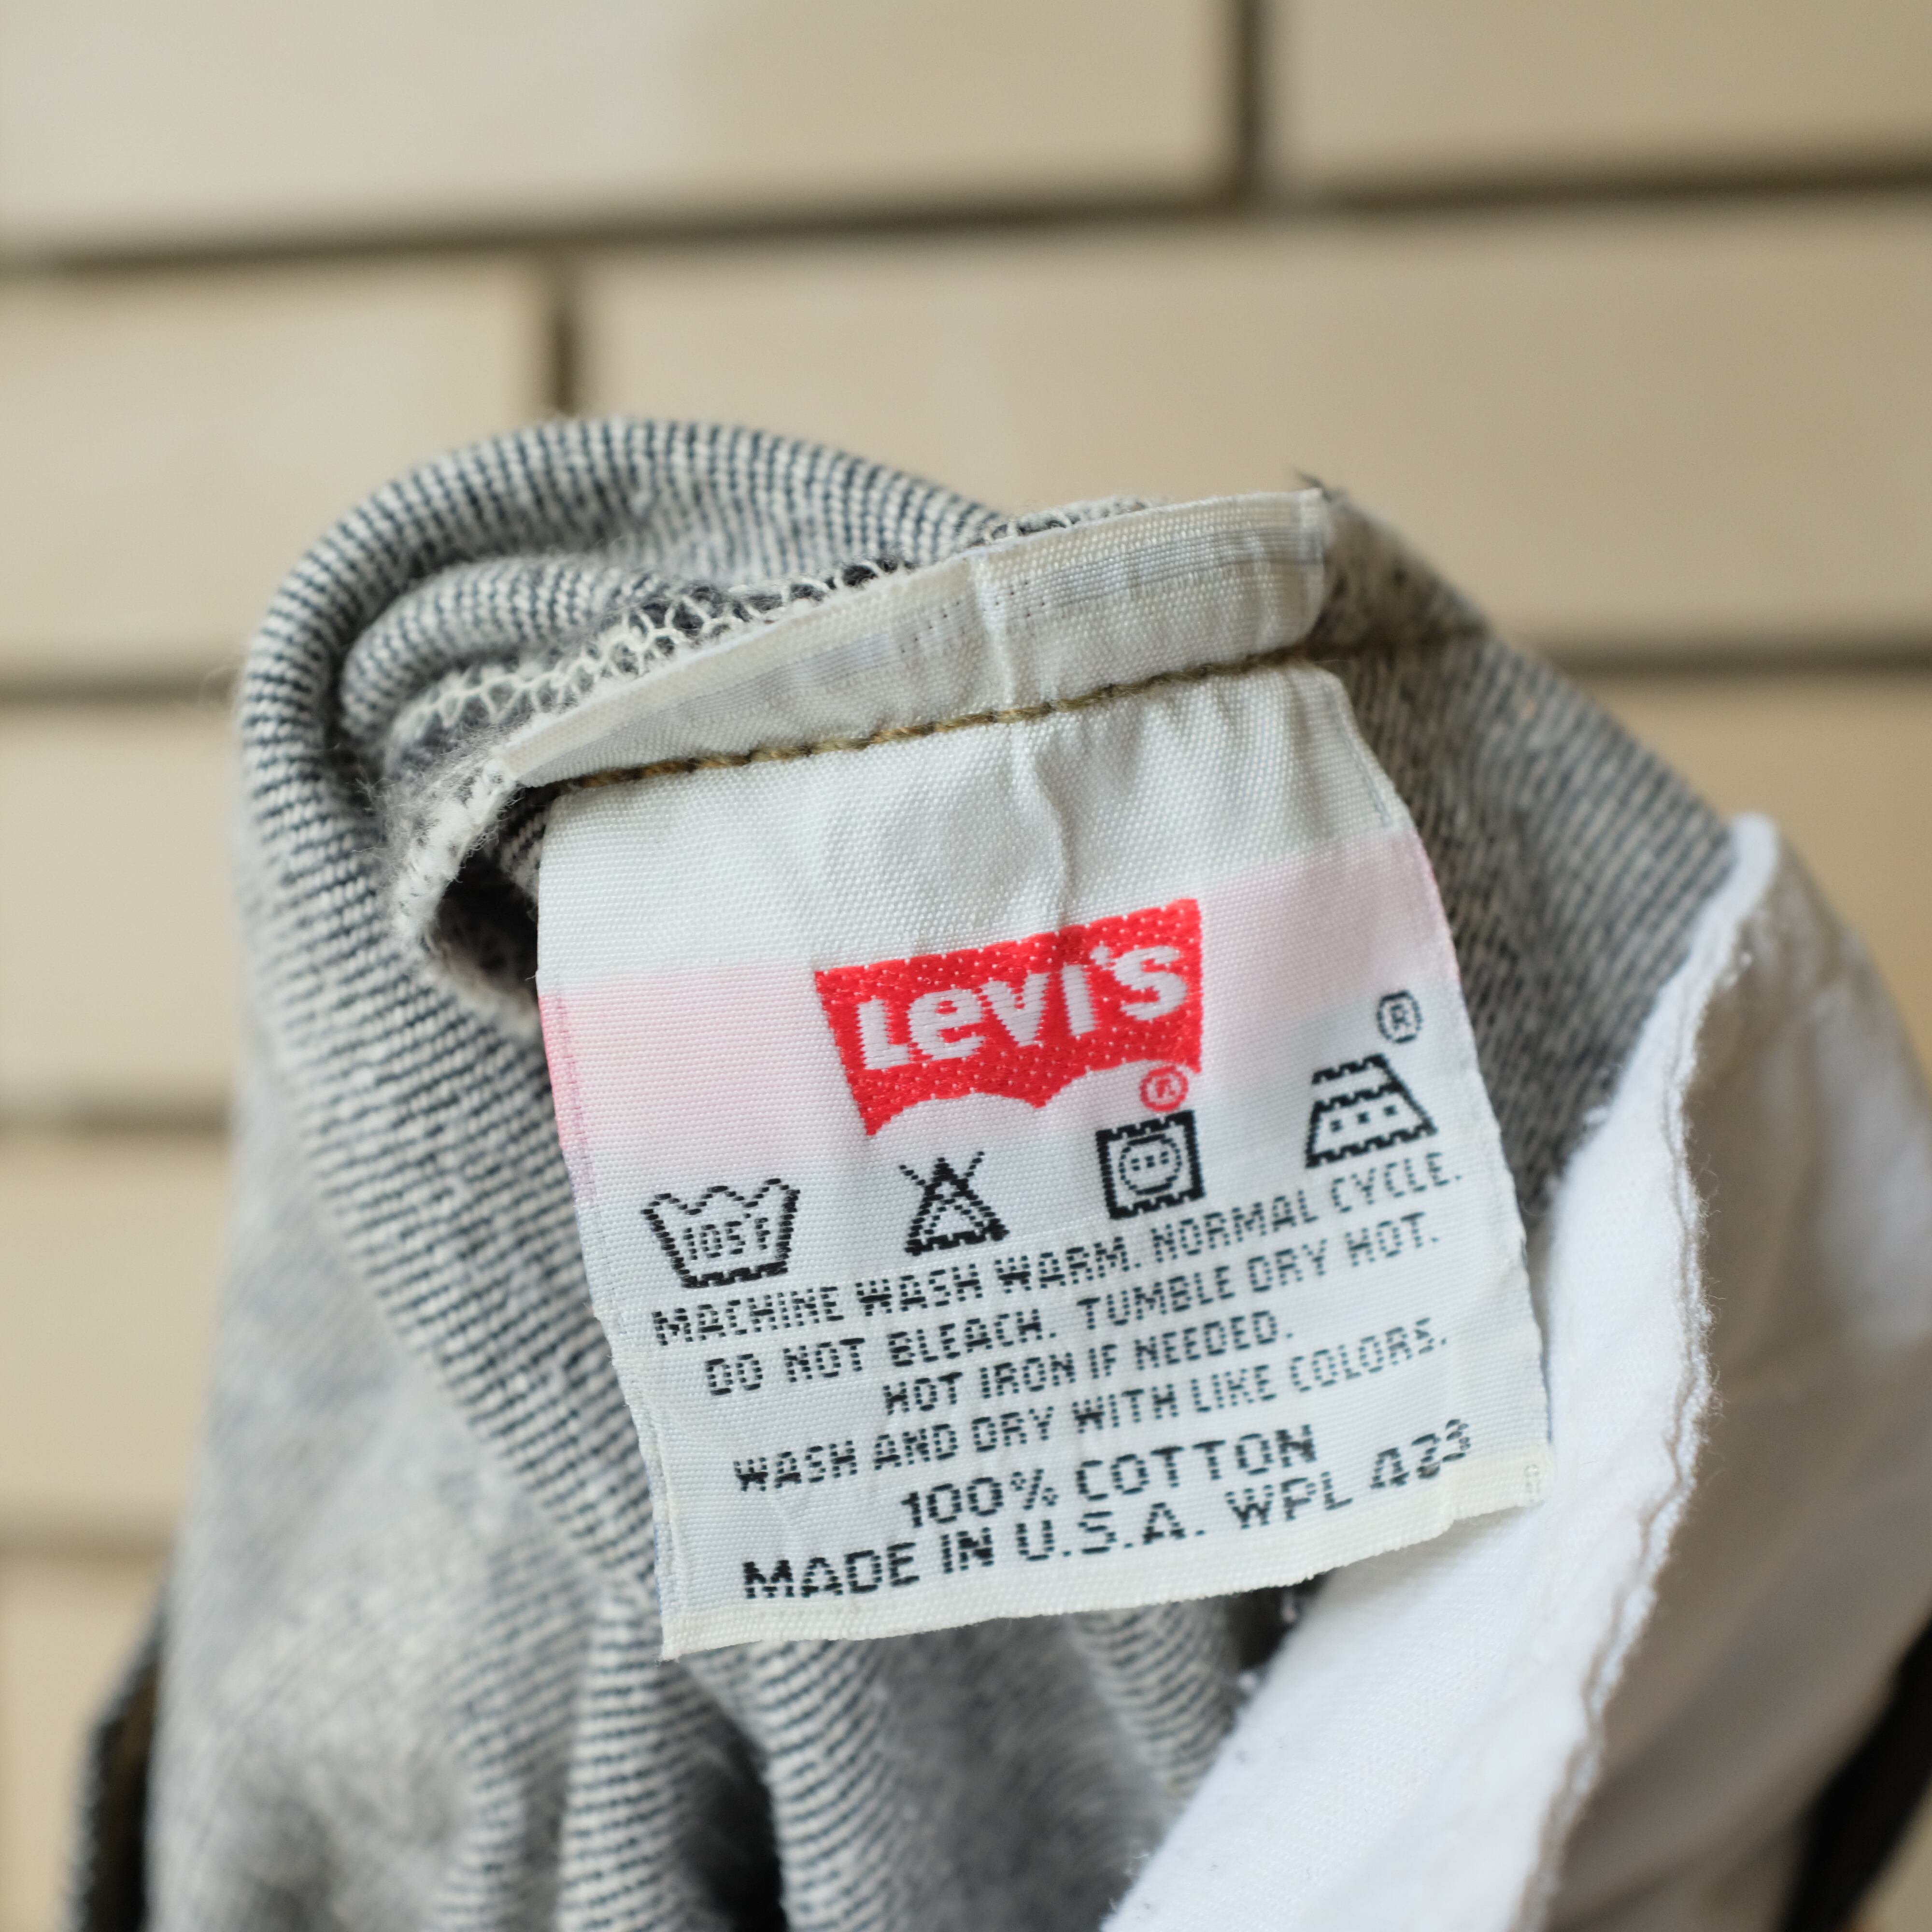 Levi's
®
®
105°F
MACHINE WASH WARM. NORMAL CYCLE.
DO NOT BLEACH. TUMBLE DRY HOT.
HOT IRON IF NEEDED.
WASH AND DRY WITH LIKE COLORS.
100% COTTON
MADE IN U.S.A. WPL 423